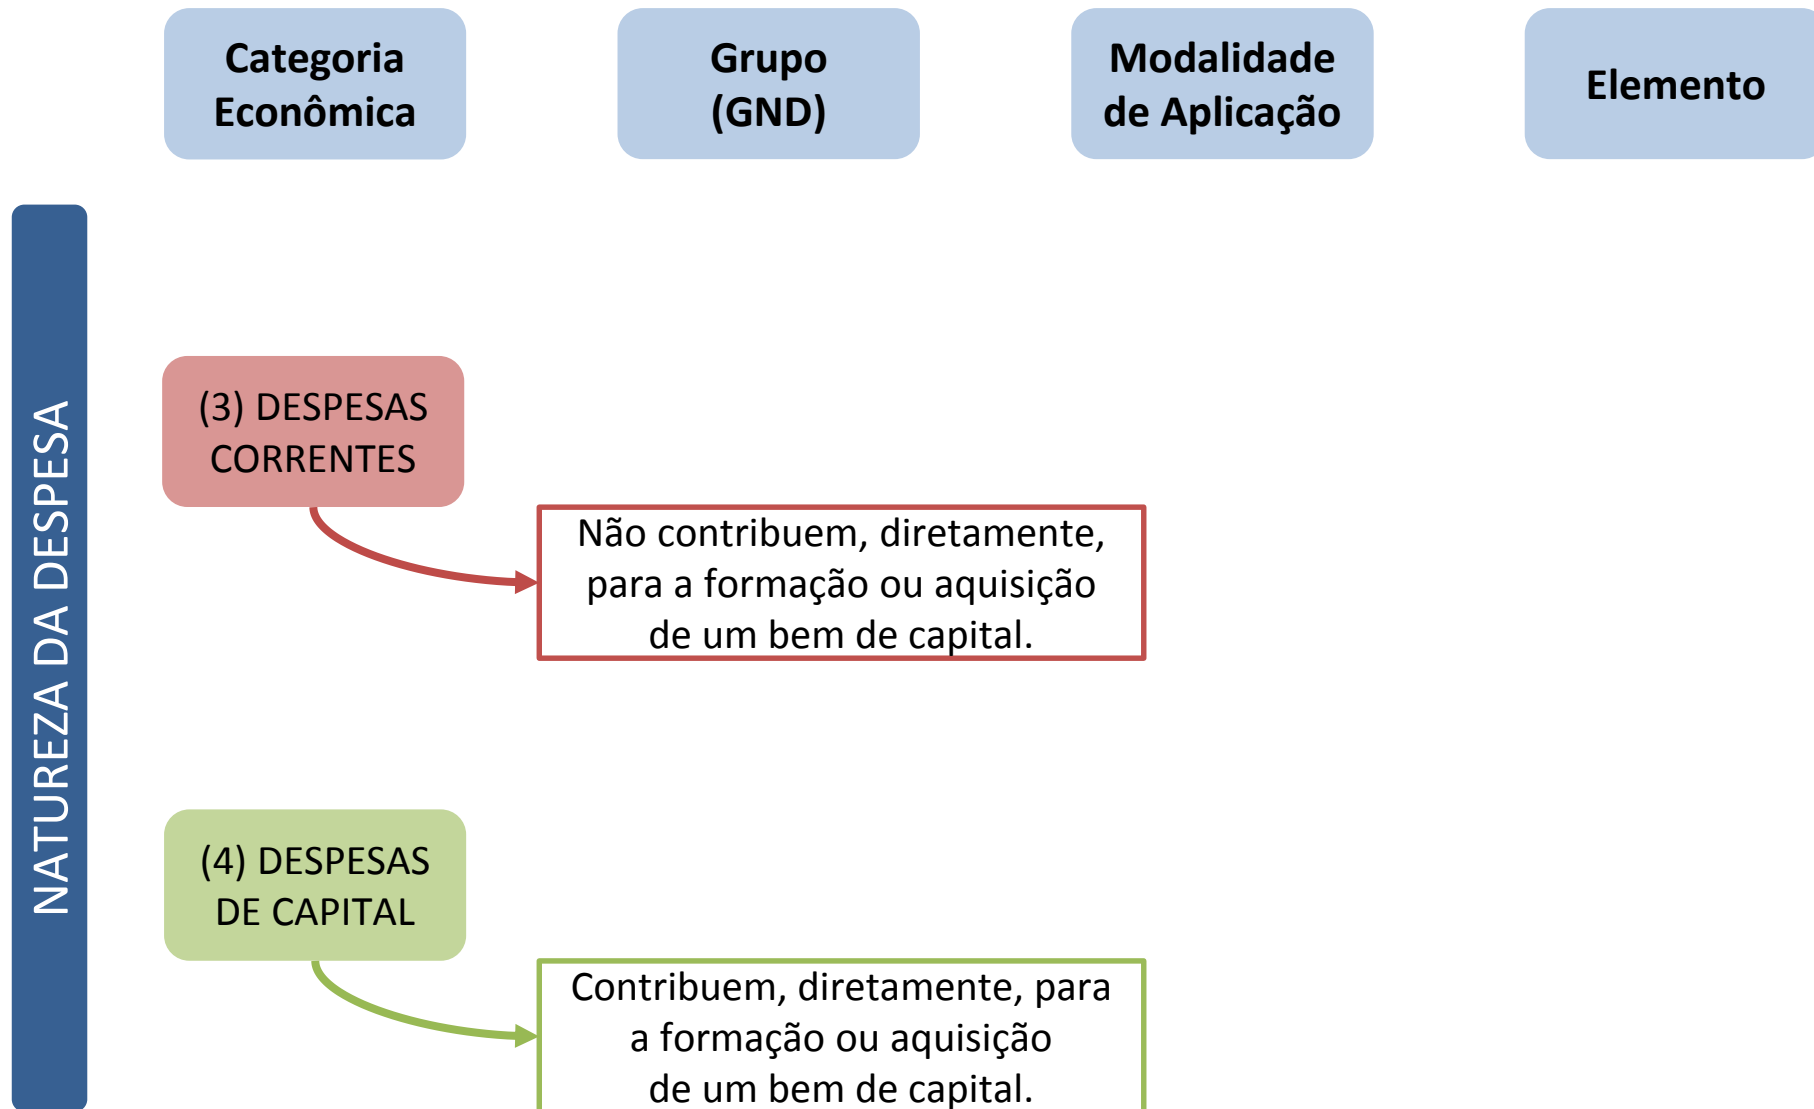 Categoria
Econômica
Grupo
(GND)
Modalidade
de Aplicação
Elemento
NATUREZA DA DESPESA
(3) DESPESAS
CORRENTES
Não contribuem, diretamente,
para a formação ou aquisição
de um bem de capital.
(4) DESPESAS
DE CAPITAL
Contribuem, diretamente, para
a formação ou aquisição
de um bem de capital.